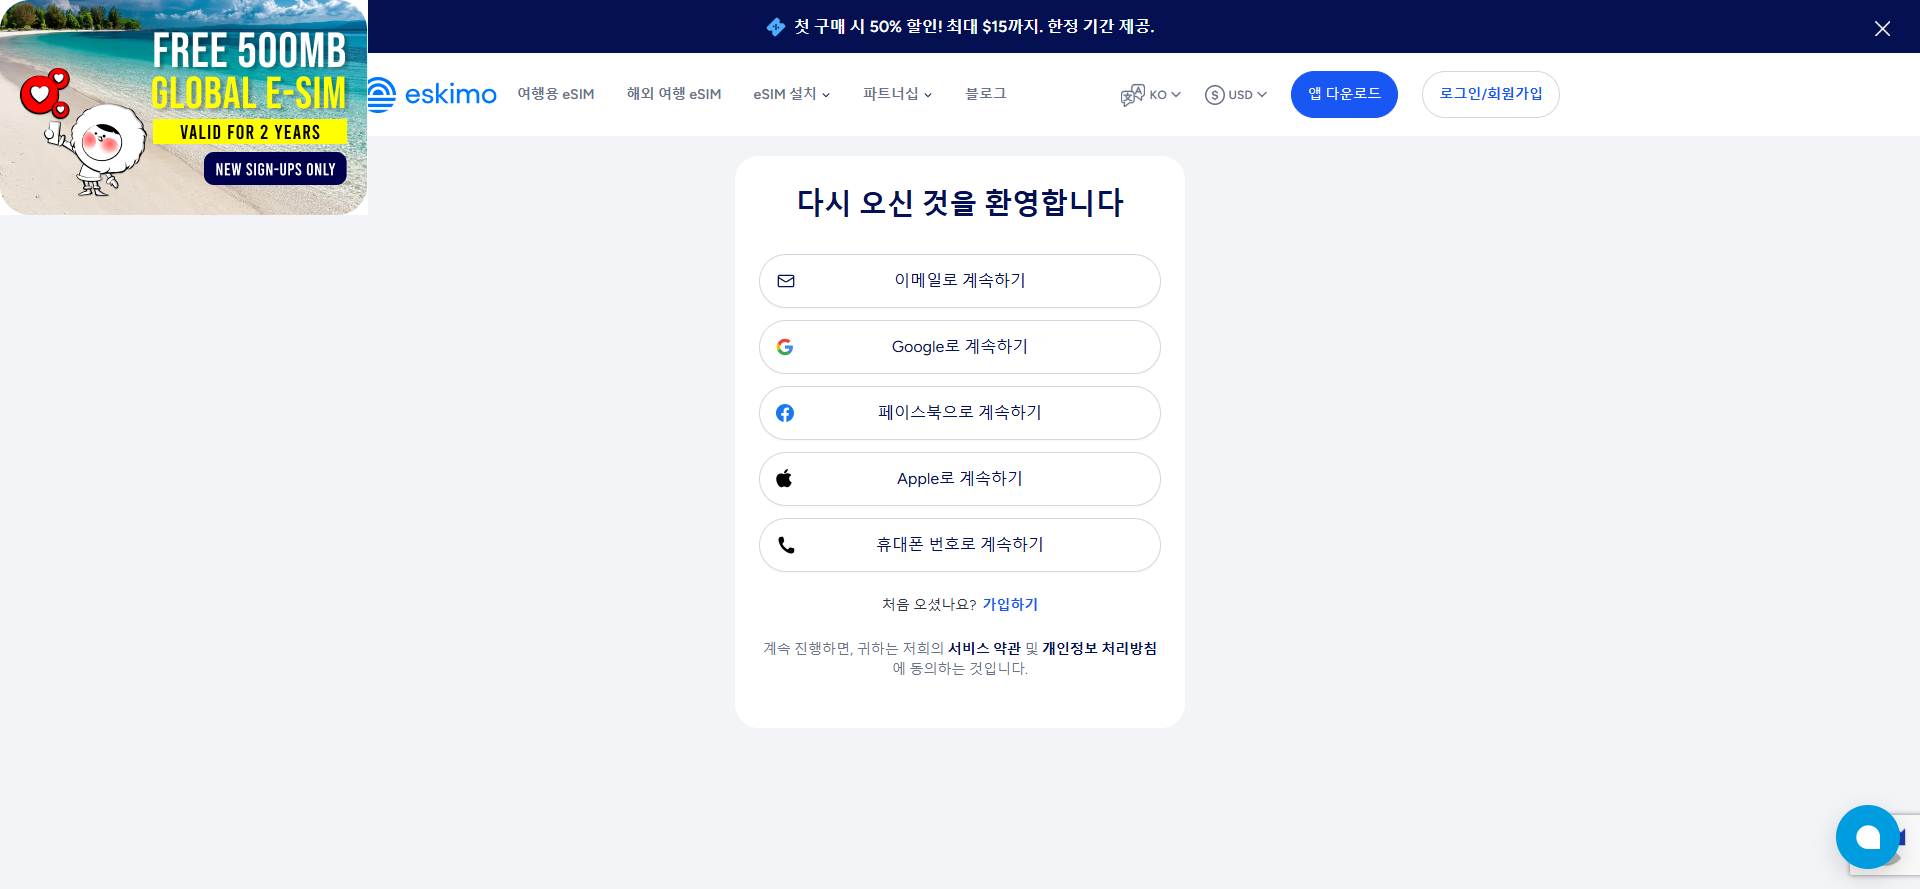 첫 구매 시 50% 할인! 최대 $15까지. 한정 기간 제공.
FREE 500MB
GLOBAL E-SIM
VALID FOR 2 YEARS
NEW SIGN-UPS ONLY
eskimo
여행용 eSIM
해외 여행 eSIM
eSIM 설치
파트너십
블로그
KO
USD
앱 다운로드
로그인/회원가입
다시 오신 것을 환영합니다
이메일로 계속하기
Google로 계속하기
페이스북으로 계속하기
Apple로 계속하기
휴대폰 번호로 계속하기
처음 오셨나요? 가입하기
계속 진행하면, 귀하는 저희의 서비스 약관 및 개인정보 처리방침
에 동의하는 것입니다.